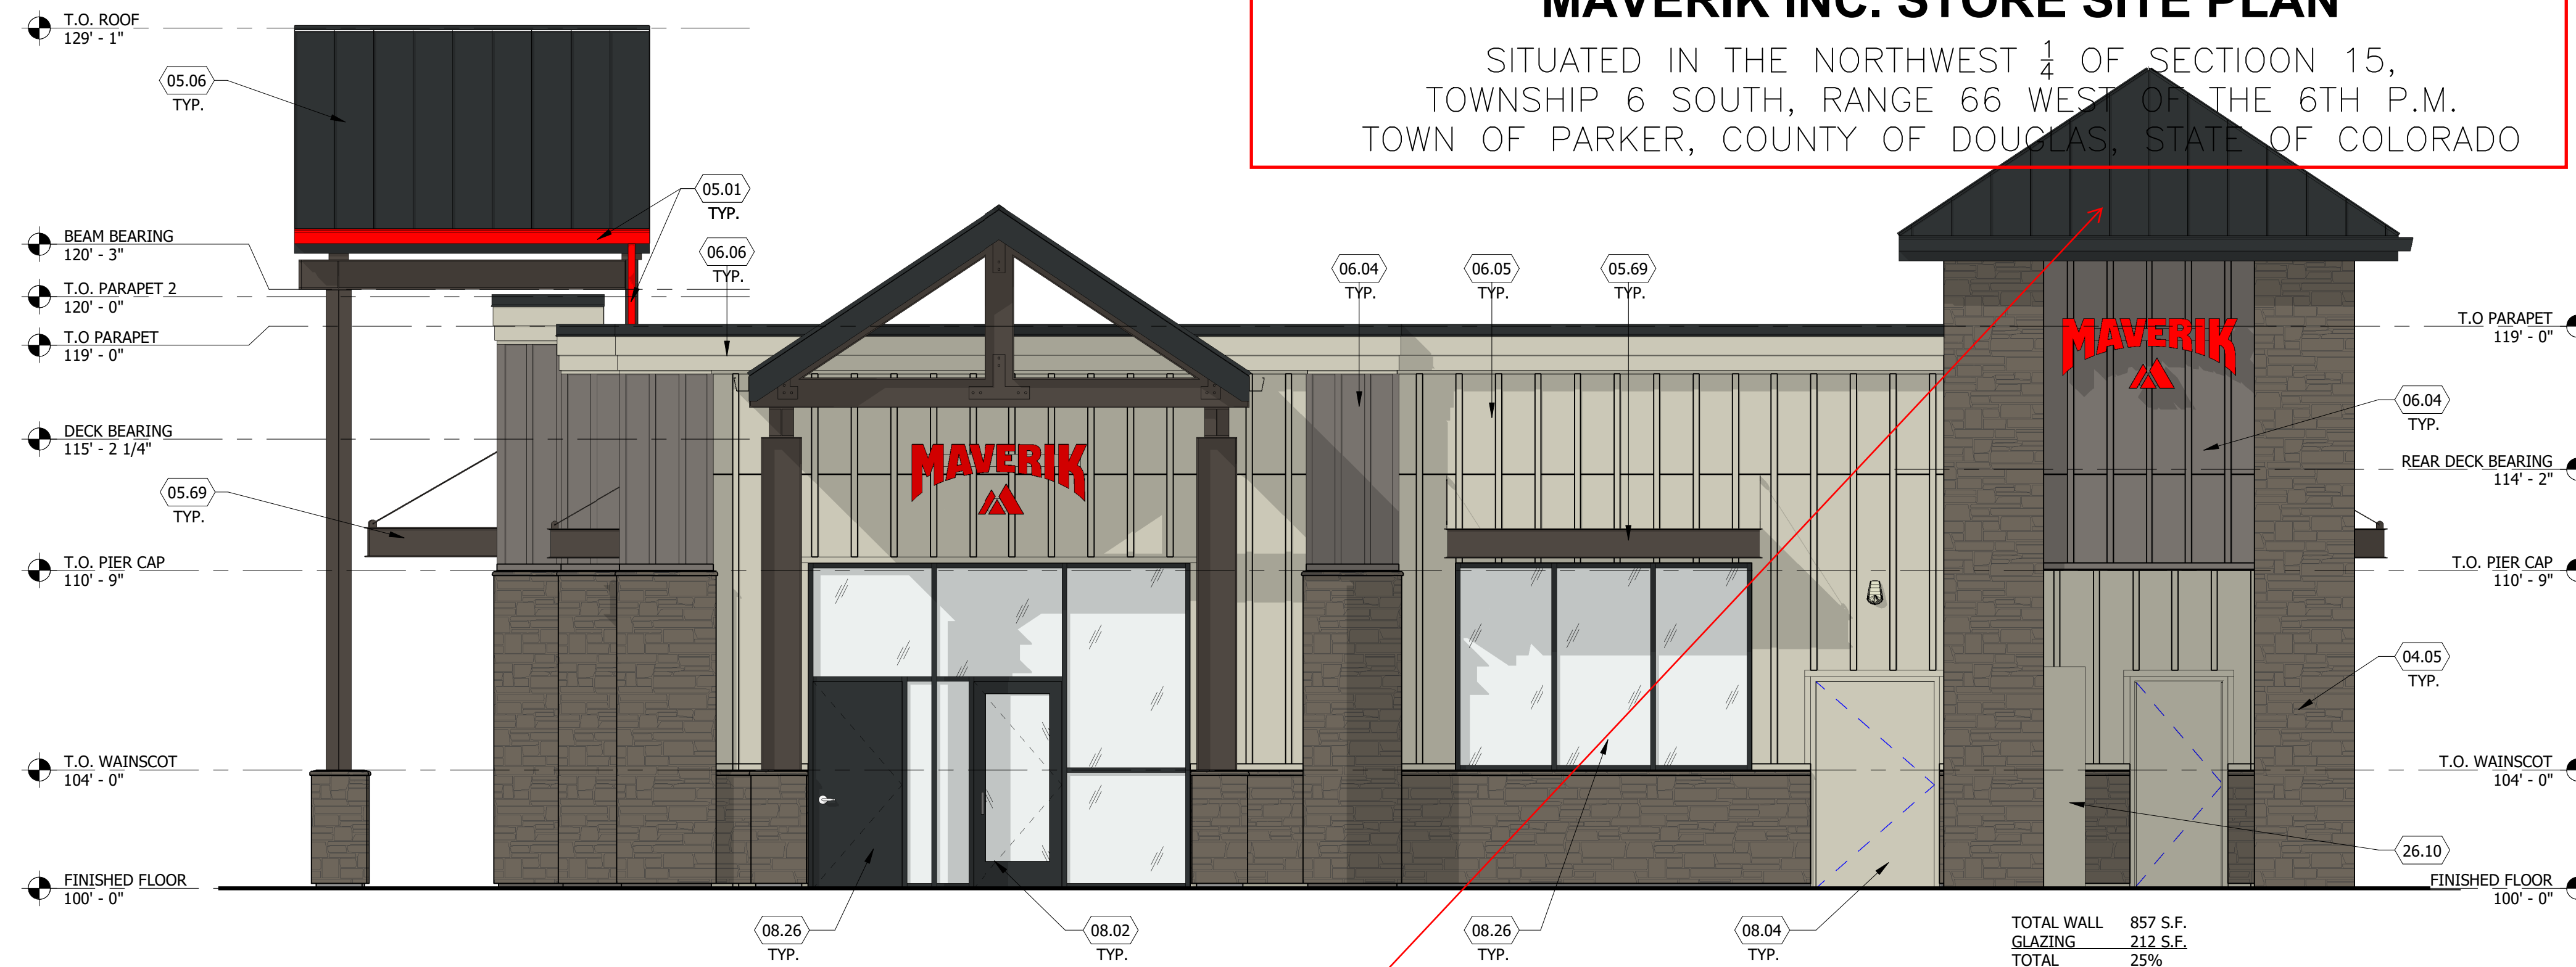 MAVERIK INC. STORE SITE PLAN
SITUATED IN THE NORTHWEST 1/4 OF SECTIOON 15,
TOWNSHIP 6 SOUTH, RANGE 66 WEST OF THE 6TH P.M.
TOWN OF PARKER, COUNTY OF DOUGLAS, STATE OF COLORADO
T.O. ROOF
129' - 1"
05.06
TYP.
05.01
TYP.
BEAM BEARING
120' - 3"
06.06
TYP.
06.04
TYP.
06.05
TYP.
05.69
TYP.
T.O. PARAPET 2
120' - 0"
T.O PARAPET
119' - 0"
T.O PARAPET
119' - 0"
MAVERIK
06.04
TYP.
DECK BEARING
115' - 2 1/4"
MAVERIK
REAR DECK BEARING
114' - 2"
05.69
TYP.
T.O. PIER CAP
110' - 9"
T.O. PIER CAP
110' - 9"
04.05
TYP.
T.O. WAINSCOT
104' - 0"
T.O. WAINSCOT
104' - 0"
26.10
FINISHED FLOOR
100' - 0"
FINISHED FLOOR
100' - 0"
08.26
TYP.
08.02
TYP.
08.26
TYP.
08.04
TYP.
TOTAL WALL 857 S.F.
GLAZING 212 S.F.
TOTAL 25%